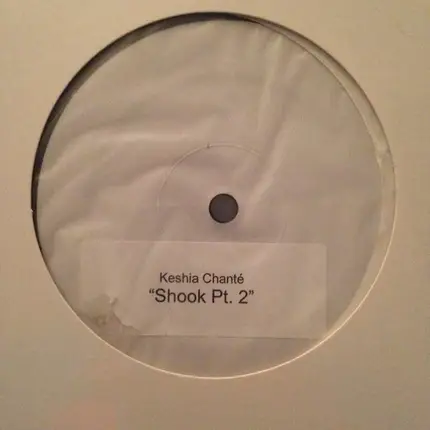 Keshia Chanté
“Shook Pt. 2”